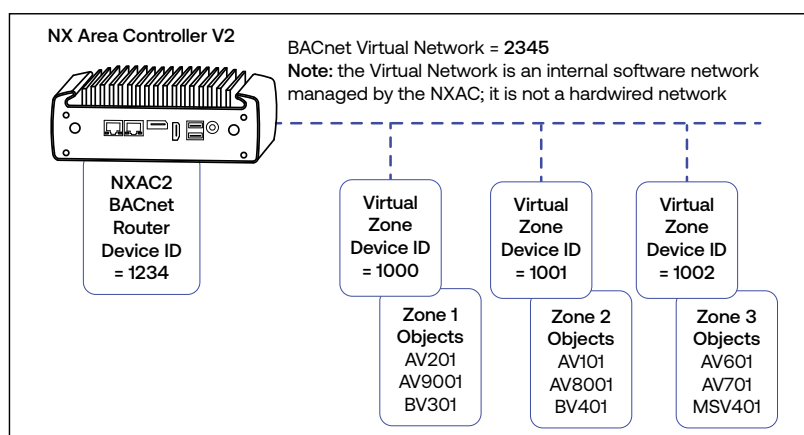 NX Area Controller V2
BACnet Virtual Network = 2345
Note: the Virtual Network is an internal software network
managed by the NXAC; it is not a hardwired network
NXAC2
BACnet
Router
Device ID
= 1234
Virtual
Zone
Device ID
= 1000
Zone 1
Objects
AV201
AV9001
BV301
Virtual
Zone
Device ID
= 1001
Zone 2
Objects
AV101
AV8001
BV401
Virtual
Zone
Device ID
= 1002
Zone 3
Objects
AV601
AV701
MSV401